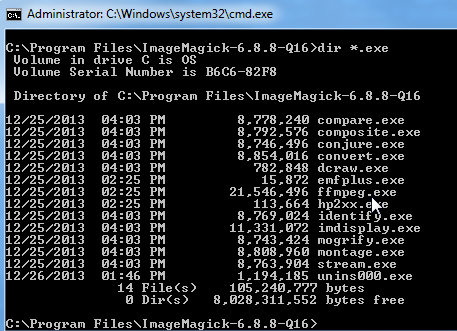 Administrator: C:\Windows\system32\cmd.exe
C:\Program Files\ImageMagick-6.8.8-Q16>dir *.exe
Volume in drive C is OS
Volume Serial Number is B6C6-82F8
Directory of C:\Program Files\ImageMagick-6.8.8-Q16
12/25/2013 04:03 PM 8,778,240 compare.exe
12/25/2013 04:03 PM 8,792,576 composite.exe
12/25/2013 04:03 PM 8,746,496 conjure.exe
12/25/2013 04:03 PM 8,854,016 convert.exe
12/25/2013 04:03 PM 782,848 dcraw.exe
12/25/2013 02:25 PM 15,872 emfplus.exe
12/25/2013 02:25 PM 21,546,496 ffmpeg.exe
12/25/2013 02:25 PM 113,664 hp2xx.exe
12/25/2013 04:03 PM 8,769,024 identify.exe
12/25/2013 04:03 PM 11,331,072 imdisplay.exe
12/25/2013 04:03 PM 8,743,424 mogrify.exe
12/25/2013 04:03 PM 8,808,960 montage.exe
12/25/2013 04:03 PM 8,763,904 stream.exe
12/26/2013 01:46 PM 1,194,185 unins000.exe
14 File(s) 105,240,777 bytes
0 Dir(s) 8,028,311,552 bytes free
C:\Program Files\ImageMagick-6.8.8-Q16>